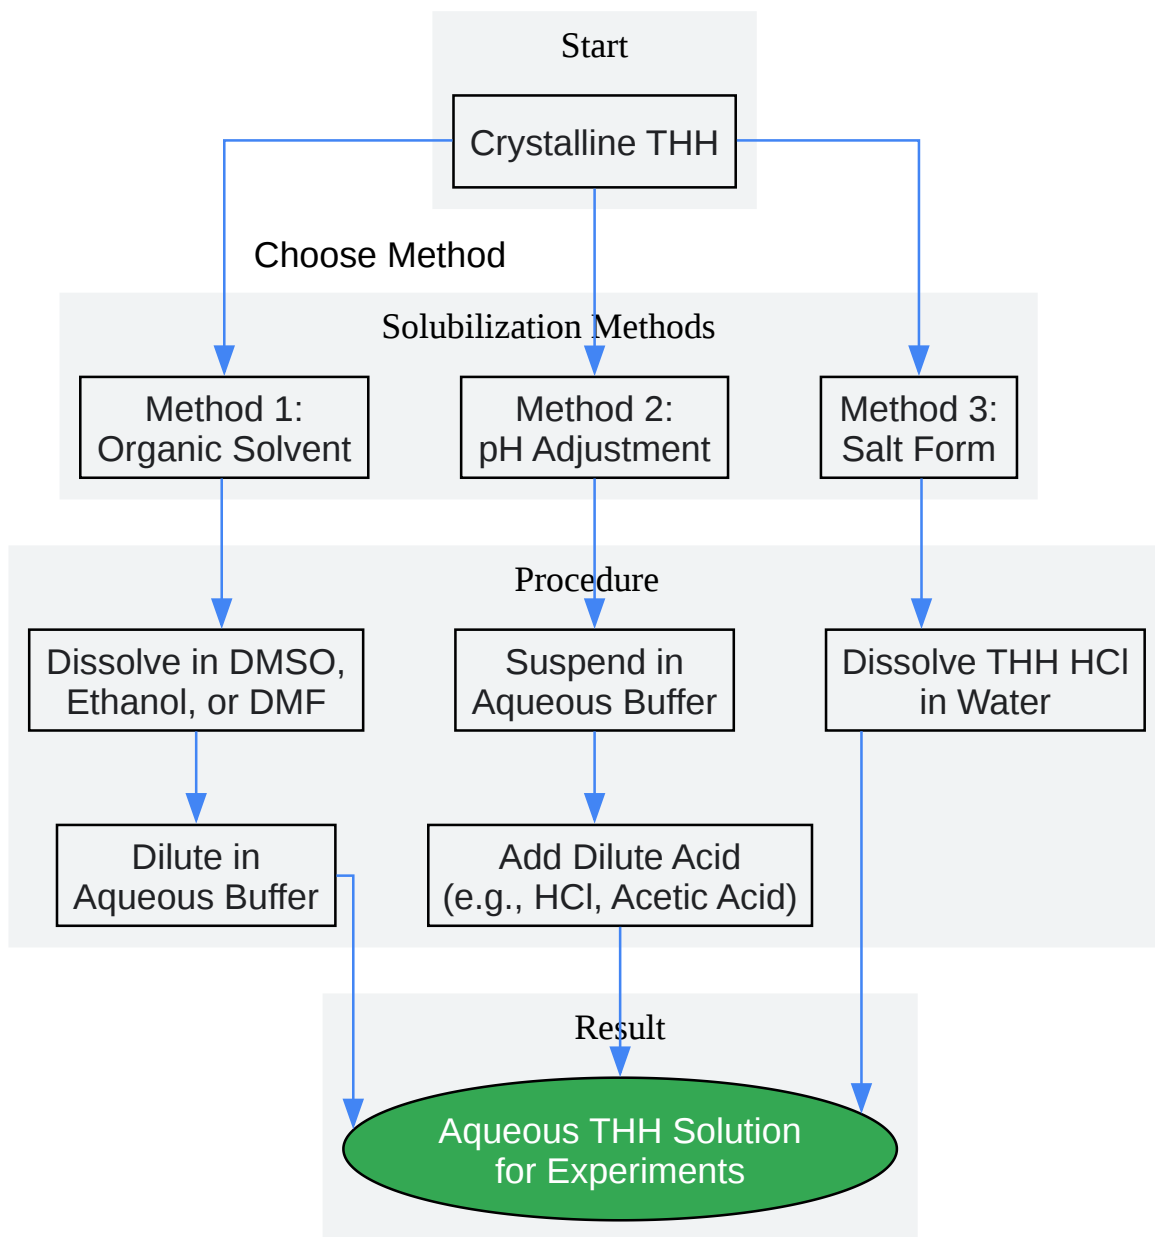 Start
Crystalline THH
Choose Method
Solubilization Methods
Method 1:
Organic Solvent
Method 2:
pH Adjustment
Method 3:
Salt Form
Procedure
Dissolve in DMSO,
Ethanol, or DMF
Suspend in
Aqueous Buffer
Dissolve THH HCl
in Water
Dilute in
Aqueous Buffer
Add Dilute Acid
(e.g., HCl, Acetic Acid)
Result
Aqueous THH Solution
for Experiments